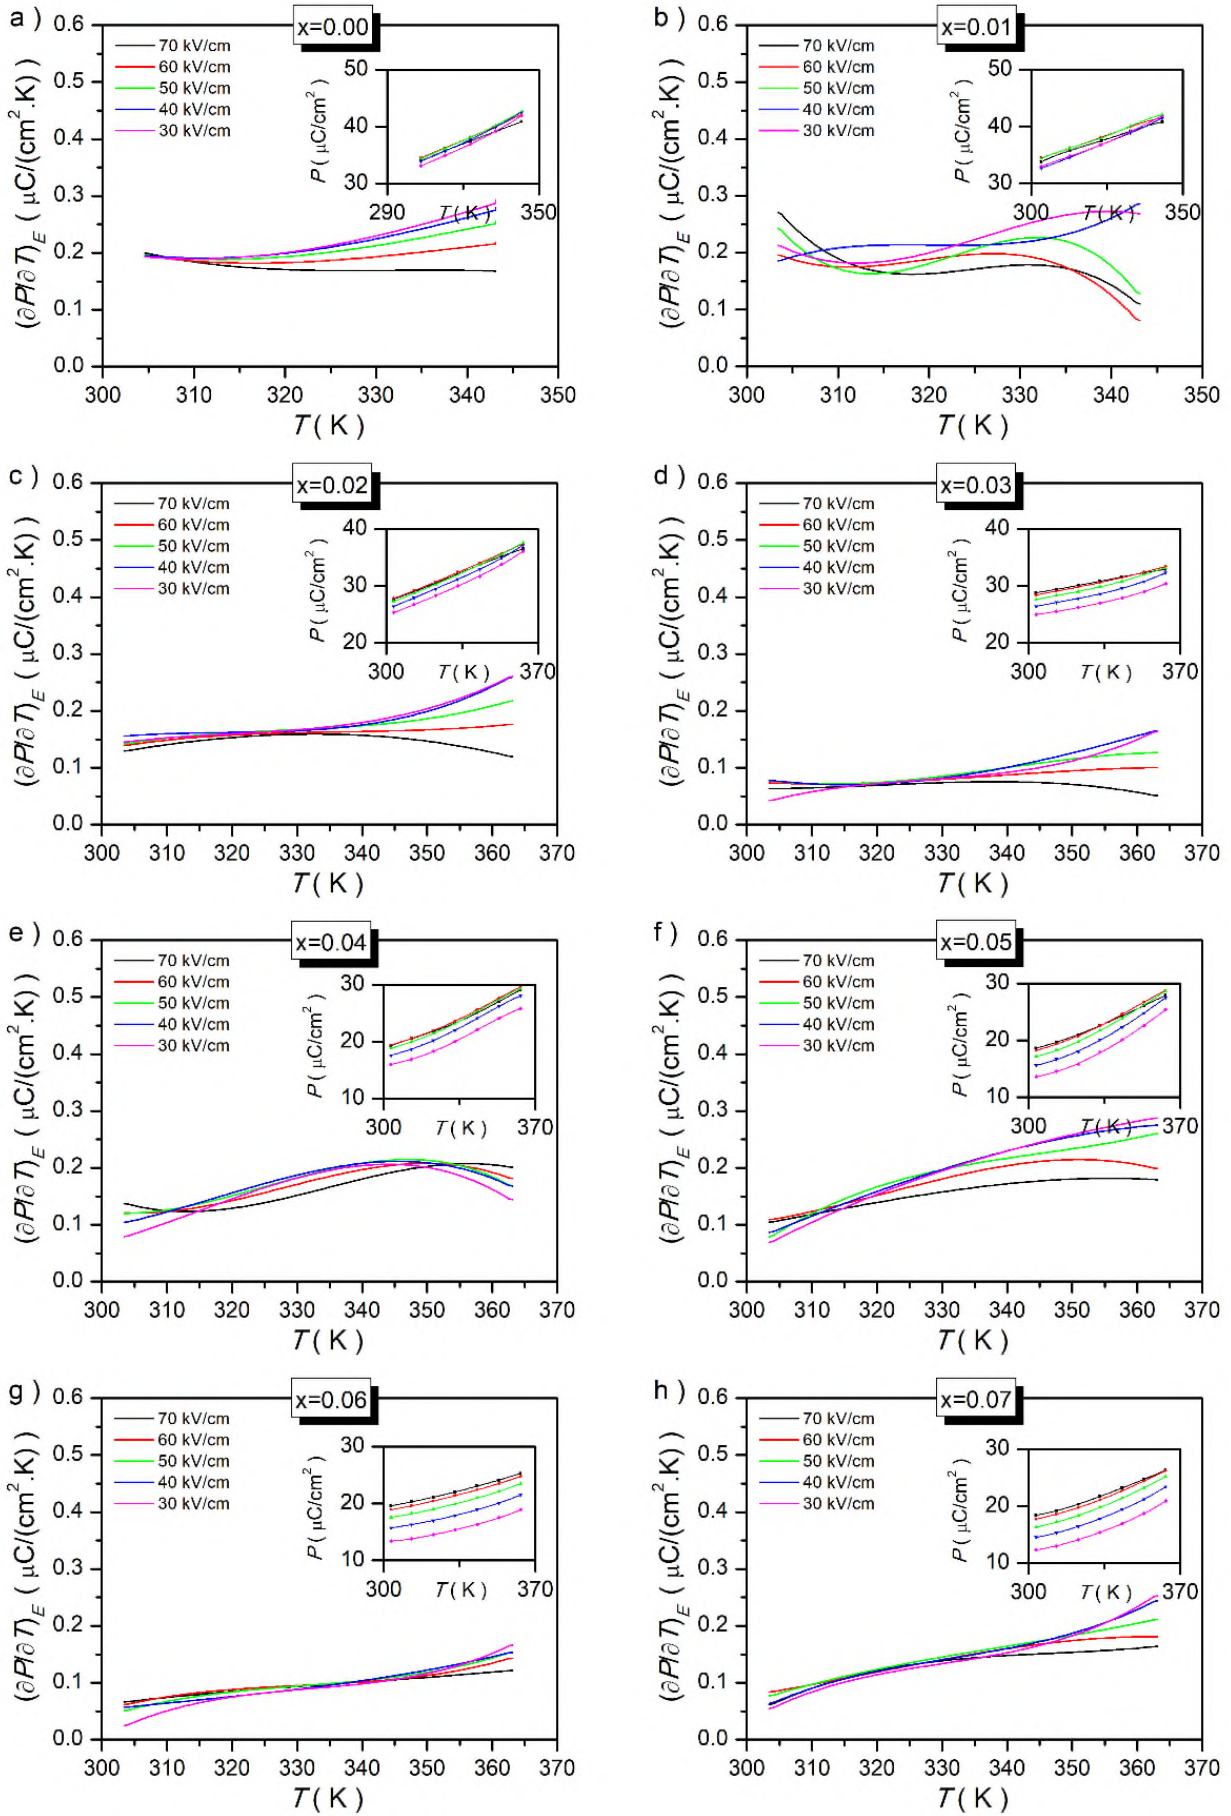 a ) x=0.00
70 kV/cm
60 kV/cm
50 kV/cm
40 kV/cm
30 kV/cm
(∂P/∂T)E ( μC/(cm².K))
0.6
0.5
0.4
0.3
0.2
0.1
0.0
300 310 320 330 340 350
T ( K )
P ( μC/cm²)
50
40
30
290 T ( K ) 350
b ) x=0.01
70 kV/cm
60 kV/cm
50 kV/cm
40 kV/cm
30 kV/cm
(∂P/∂T)E ( μC/(cm².K))
0.6
0.5
0.4
0.3
0.2
0.1
0.0
300 310 320 330 340 350
T ( K )
P ( μC/cm²)
50
40
30
300 T ( K ) 350
c ) x=0.02
70 kV/cm
60 kV/cm
50 kV/cm
40 kV/cm
30 kV/cm
(∂P/∂T)E ( μC/(cm².K))
0.6
0.5
0.4
0.3
0.2
0.1
0.0
300 310 320 330 340 350 360 370
T ( K )
P ( μC/cm²)
40
30
20
300 T ( K ) 370
d ) x=0.03
70 kV/cm
60 kV/cm
50 kV/cm
40 kV/cm
30 kV/cm
(∂P/∂T)E ( μC/(cm².K))
0.6
0.5
0.4
0.3
0.2
0.1
0.0
300 310 320 330 340 350 360 370
T ( K )
P ( μC/cm²)
40
30
20
300 T ( K ) 370
e ) x=0.04
70 kV/cm
60 kV/cm
50 kV/cm
40 kV/cm
30 kV/cm
(∂P/∂T)E ( μC/(cm².K))
0.6
0.5
0.4
0.3
0.2
0.1
0.0
300 310 320 330 340 350 360 370
T ( K )
P ( μC/cm²)
30
20
10
300 T ( K ) 370
f ) x=0.05
70 kV/cm
60 kV/cm
50 kV/cm
40 kV/cm
30 kV/cm
(∂P/∂T)E ( μC/(cm².K))
0.6
0.5
0.4
0.3
0.2
0.1
0.0
300 310 320 330 340 350 360 370
T ( K )
P ( μC/cm²)
30
20
10
300 T ( K ) 370
g ) x=0.06
70 kV/cm
60 kV/cm
50 kV/cm
40 kV/cm
30 kV/cm
(∂P/∂T)E ( μC/(cm².K))
0.6
0.5
0.4
0.3
0.2
0.1
0.0
300 310 320 330 340 350 360 370
T ( K )
P ( μC/cm²)
30
20
10
300 T ( K ) 370
h ) x=0.07
70 kV/cm
60 kV/cm
50 kV/cm
40 kV/cm
30 kV/cm
(∂P/∂T)E ( μC/(cm².K))
0.6
0.5
0.4
0.3
0.2
0.1
0.0
300 310 320 330 340 350 360 370
T ( K )
P ( μC/cm²)
30
20
10
300 T ( K ) 370